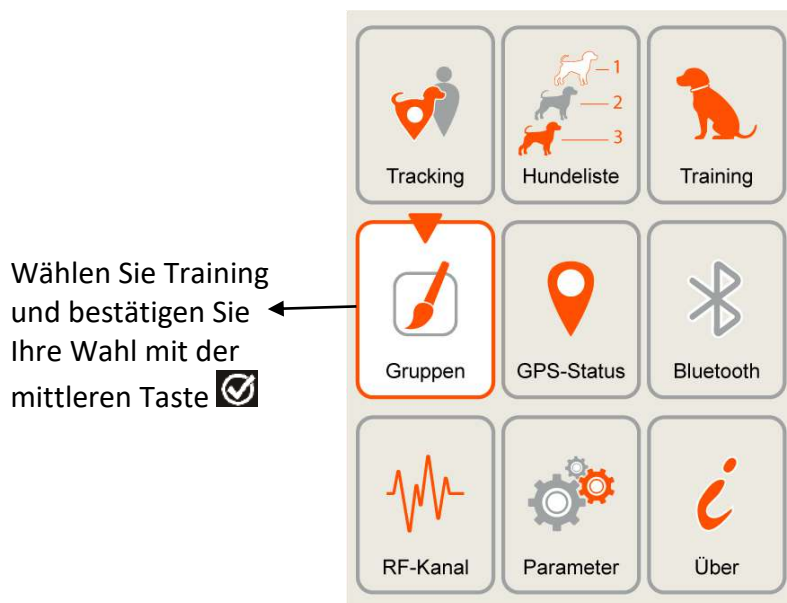 1
2
3
Tracking
Hundeliste
Training
Wählen Sie Training
und bestätigen Sie
Ihre Wahl mit der
mittleren Taste
Gruppen
GPS-Status
Bluetooth
RF-Kanal
Parameter
Über